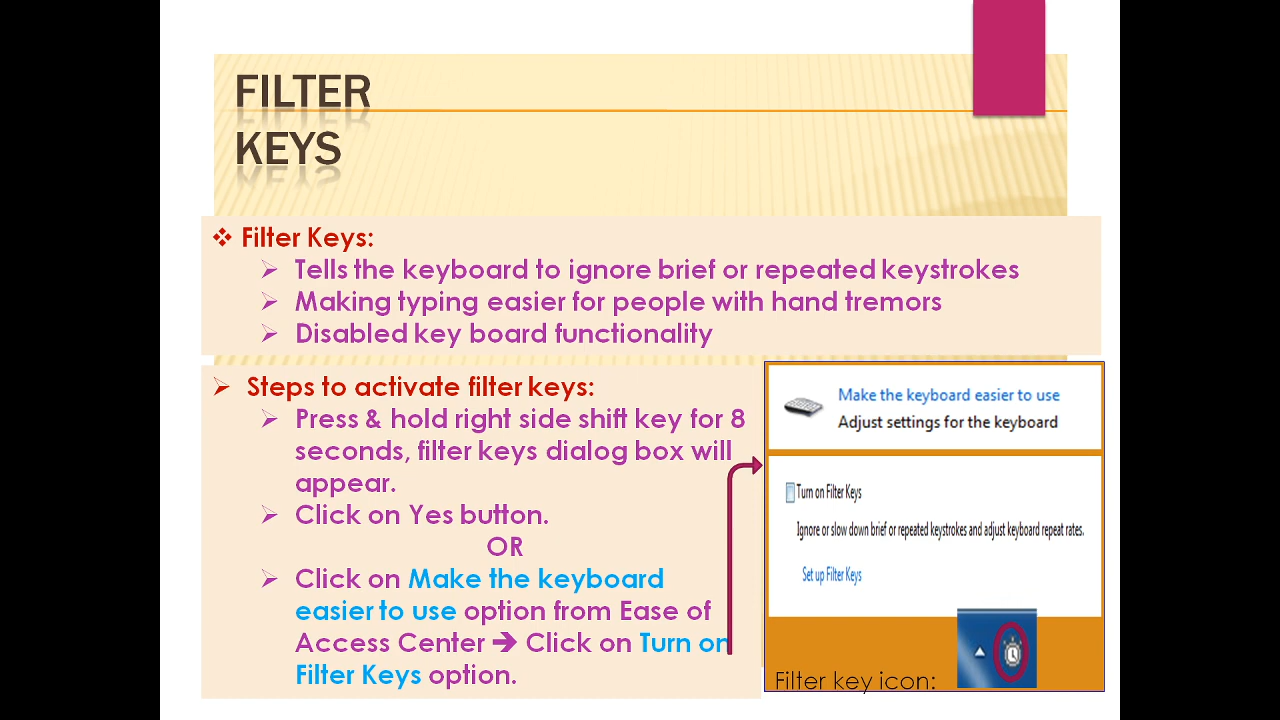 FILTER
KEYS
❖ Filter Keys:
➢ Tells the keyboard to ignore brief or repeated keystrokes
➢ Making typing easier for people with hand tremors
➢ Disabled key board functionality
➢ Steps to activate filter keys:
➢ Press & hold right side shift key for 8
seconds, filter keys dialog box will
appear.
➢ Click on Yes button.
OR
➢ Click on Make the keyboard
easier to use option from Ease of
Access Center ➔ Click on Turn on
Filter Keys option.
Make the keyboard easier to use
Adjust settings for the keyboard
Turn on Filter Keys
Ignore or slow down brief or repeated keystrokes and adjust keyboard repeat rates.
Set up Filter Keys
Filter key icon: